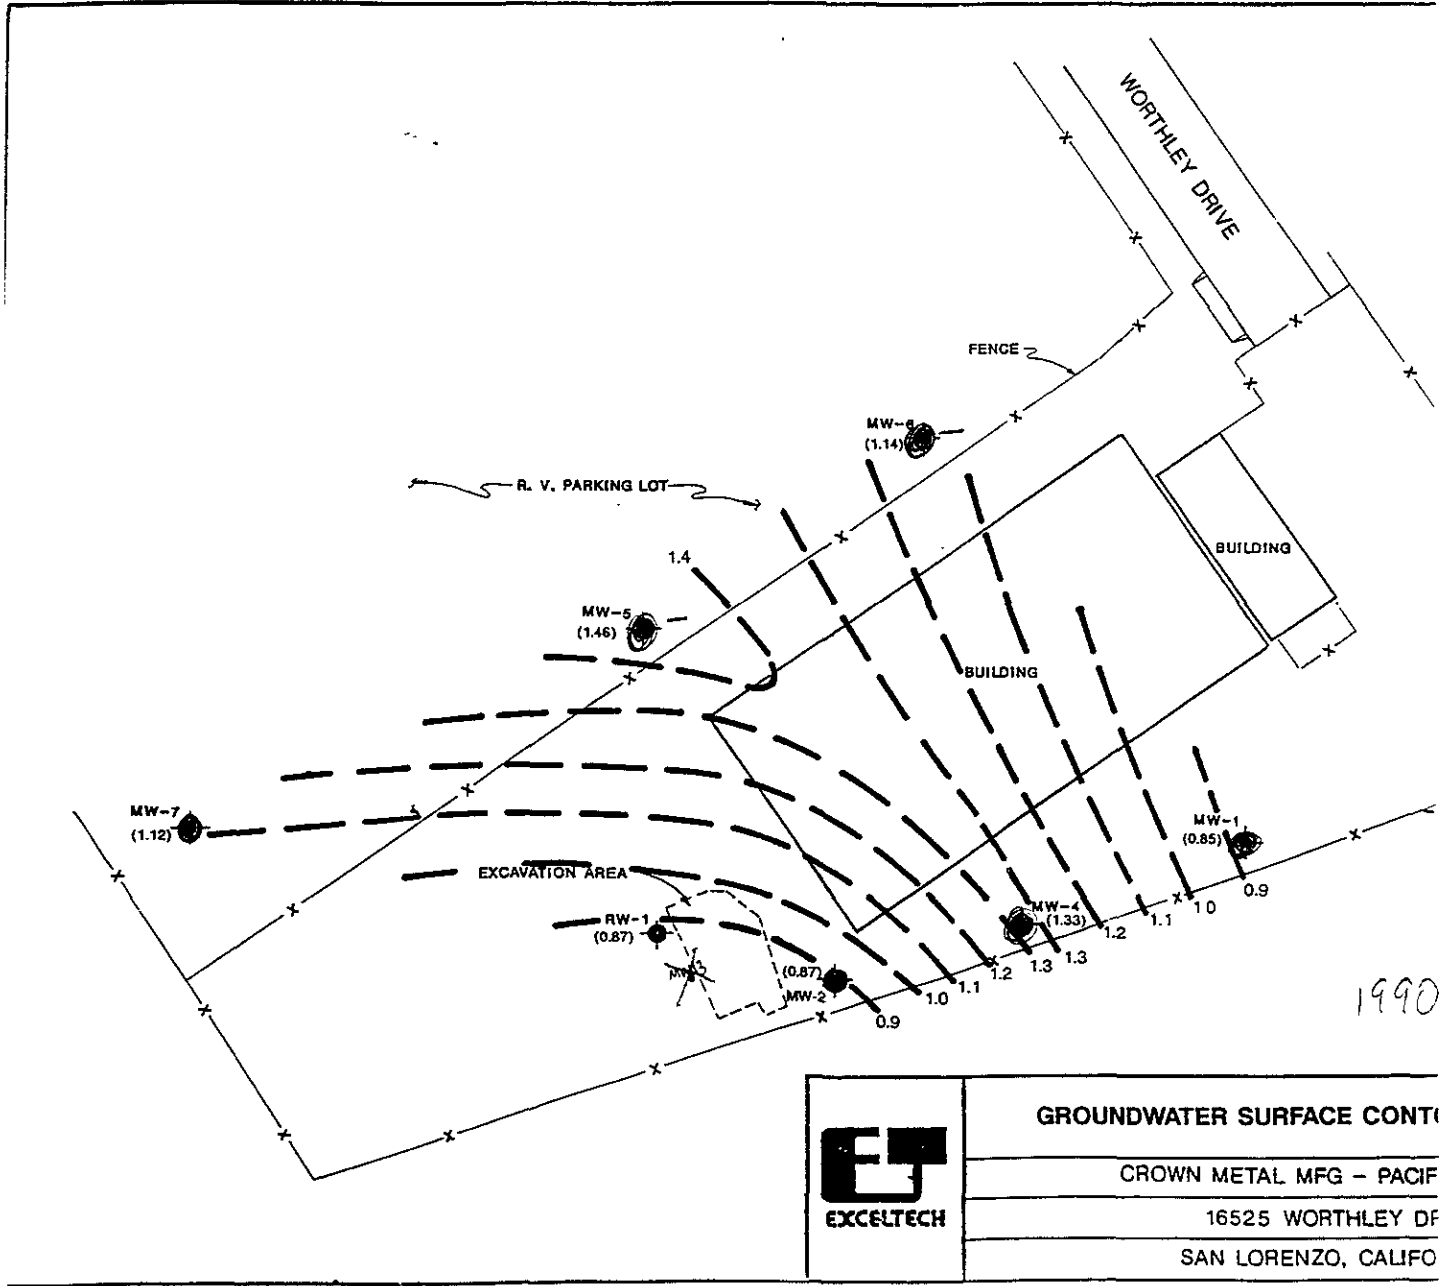 WORTHLEY DRIVE
FENCE
MW-6
(1.14)
R. V. PARKING LOT
1.4
BUILDING
MW-5
(1.46)
BUILDING
MW-7
(1.12)
MW-1
(0.85)
EXCAVATION AREA
0.9
RW-1
(0.87)
MW-4
(1.33)
1.0
1.1
1.2
1.3
1.3
1.2
1.1
1.0
0.9
(0.87)
MW-2
1990
GROUNDWATER SURFACE CONT
CROWN METAL MFG - PACIF
16525 WORTHLEY DR
SAN LORENZO, CALIFO
EXCELTECH